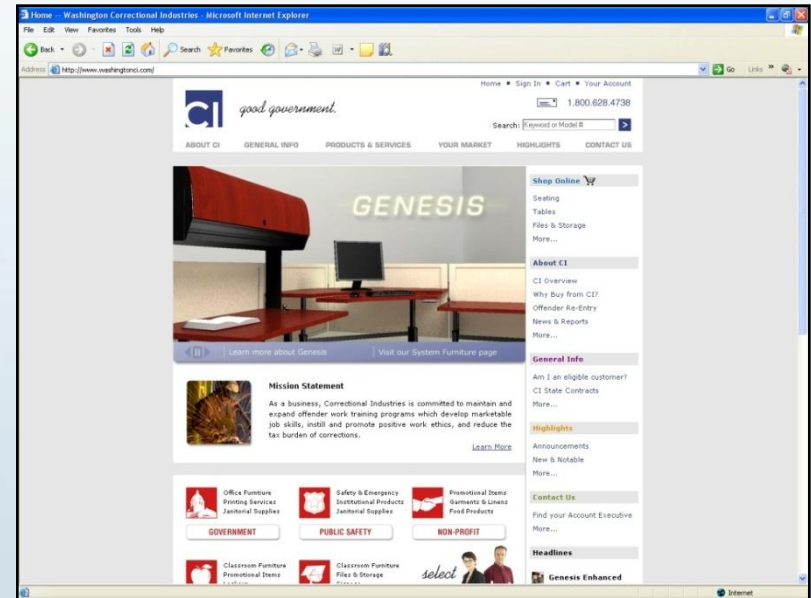 Home -- Washington Correctional Industries - Microsoft Internet Explorer
File Edit View Favorites Tools Help
Back Search Favorites
Address http://www.washingtonci.com/ Go Links
Home Sign In Cart Your Account
CI good government.
1.800.628.4738
Search: Keyword or Model #
ABOUT CI GENERAL INFO PRODUCTS & SERVICES YOUR MARKET HIGHLIGHTS CONTACT US
GENESIS
Learn more about Genesis Visit our System Furniture page
Mission Statement
As a business, Correctional Industries is committed to maintain and
expand offender work training programs which develop marketable
job skills, instill and promote positive work ethics, and reduce the
tax burden of corrections.
Learn More
Office Furniture
Printing Services
Janitorial Supplies
GOVERNMENT
Safety & Emergency
Institutional Products
Janitorial Supplies
PUBLIC SAFETY
Promotional Items
Garments & Linens
Food Products
NON-PROFIT
Classroom Furniture
Promotional Items
Classroom Furniture
Files & Storage
select
Shop Online
Seating
Tables
Files & Storage
More...
About CI
CI Overview
Why Buy from CI?
Offender Re-Entry
News & Reports
More...
General Info
Am I an eligible customer?
CI State Contracts
More...
Highlights
Announcements
New & Notable
More...
Contact Us
Find your Account Executive
More...
Headlines
Genesis Enhanced
Internet